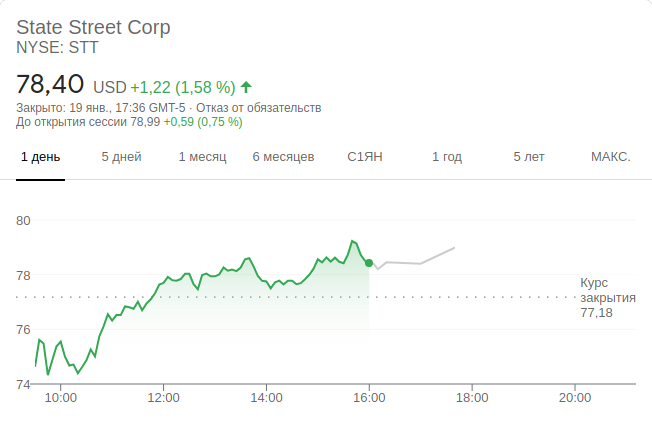 State Street Corp
NYSE: STT
78,40 USD +1,22 (1,58 %)
Закрыто: 19 янв., 17:36 GMT-5 · Отказ от обязательств
До открытия сессии 78,99 +0,59 (0,75 %)
1 день 5 дней 1 месяц 6 месяцев С1ЯН 1 год 5 лет МАКС.
80
78
Курс
закрытия
77,18
76
74
10:00 12:00 14:00 16:00 18:00 20:00